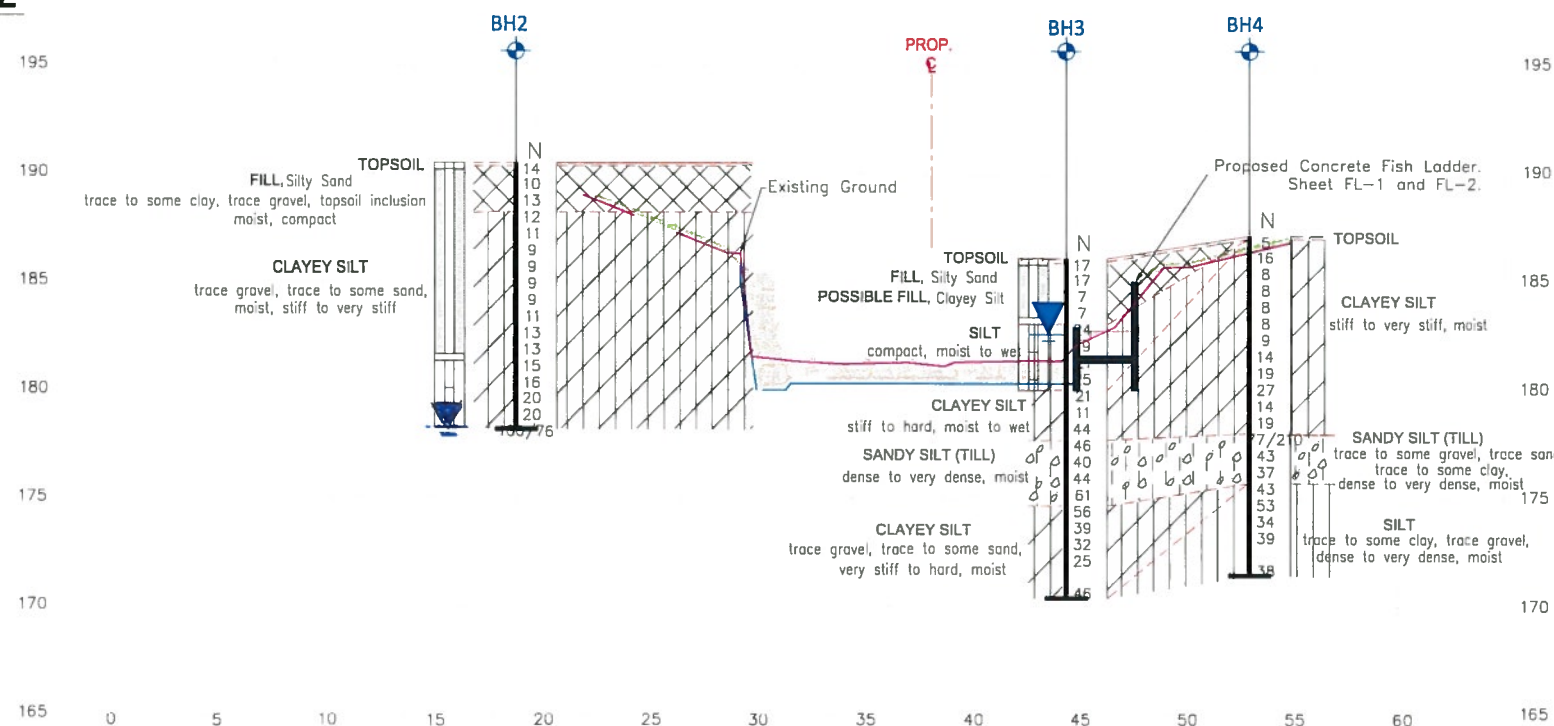 BH2
BH3
BH4
PROP.
195
195
190
190
185
185
180
180
175
175
170
170
165
165
N
14
10
13
12
11
9
9
9
9
11
13
13
15
16
20
20
100/76
TOPSOIL
FILL, Silty Sand
trace to some clay, trace gravel, topsoil inclusion
moist, compact
CLAYEY SILT
trace gravel, trace to some sand,
moist, stiff to very stiff
Existing Ground
Proposed Concrete Fish Ladder.
Sheet FL-1 and FL-2.
TOPSOIL
FILL, Silty Sand
POSSIBLE FILL, Clayey Silt
SILT
compact, moist to wet
CLAYEY SILT
stiff to hard, moist to wet
SANDY SILT (TILL)
dense to very dense, moist
CLAYEY SILT
trace gravel, trace to some sand,
very stiff to hard, moist
N
17
17
7
7
21
11
44
46
40
44
61
56
39
32
25
46
N
5
16
8
8
8
8
9
14
19
27
14
19
43
37
43
53
34
39
38
TOPSOIL
CLAYEY SILT
stiff to very stiff, moist
SANDY SILT (TILL)
trace to some gravel, trace san
trace to some clay,
dense to very dense, moist
SILT
trace to some clay, trace gravel,
dense to very dense, moist
0 5 10 15 20 25 30 35 40 45 50 55 60